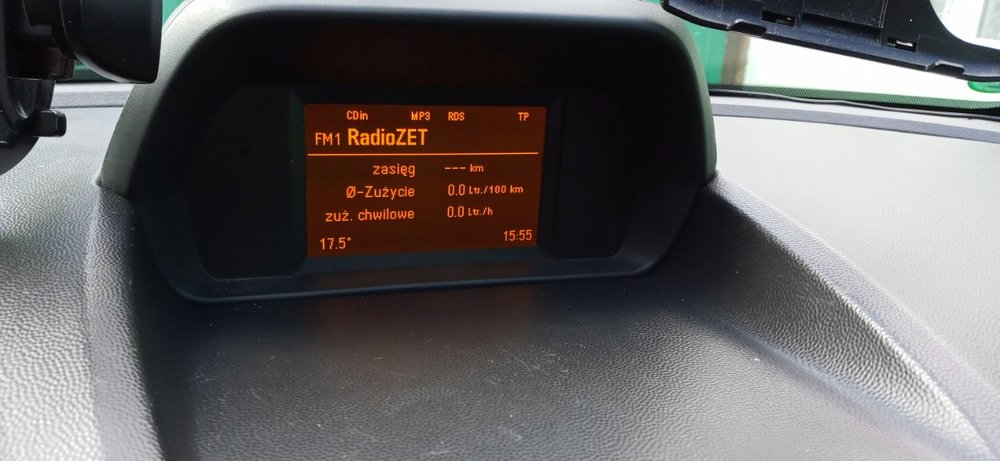 CDin MP3 RDS TP
FM1 RadioZET
zasięg --- km
Ø-Zużycie 0.0 Ltr./100 km
zuż. chwilowe 0.0 Ltr./h
17.5° 15:55